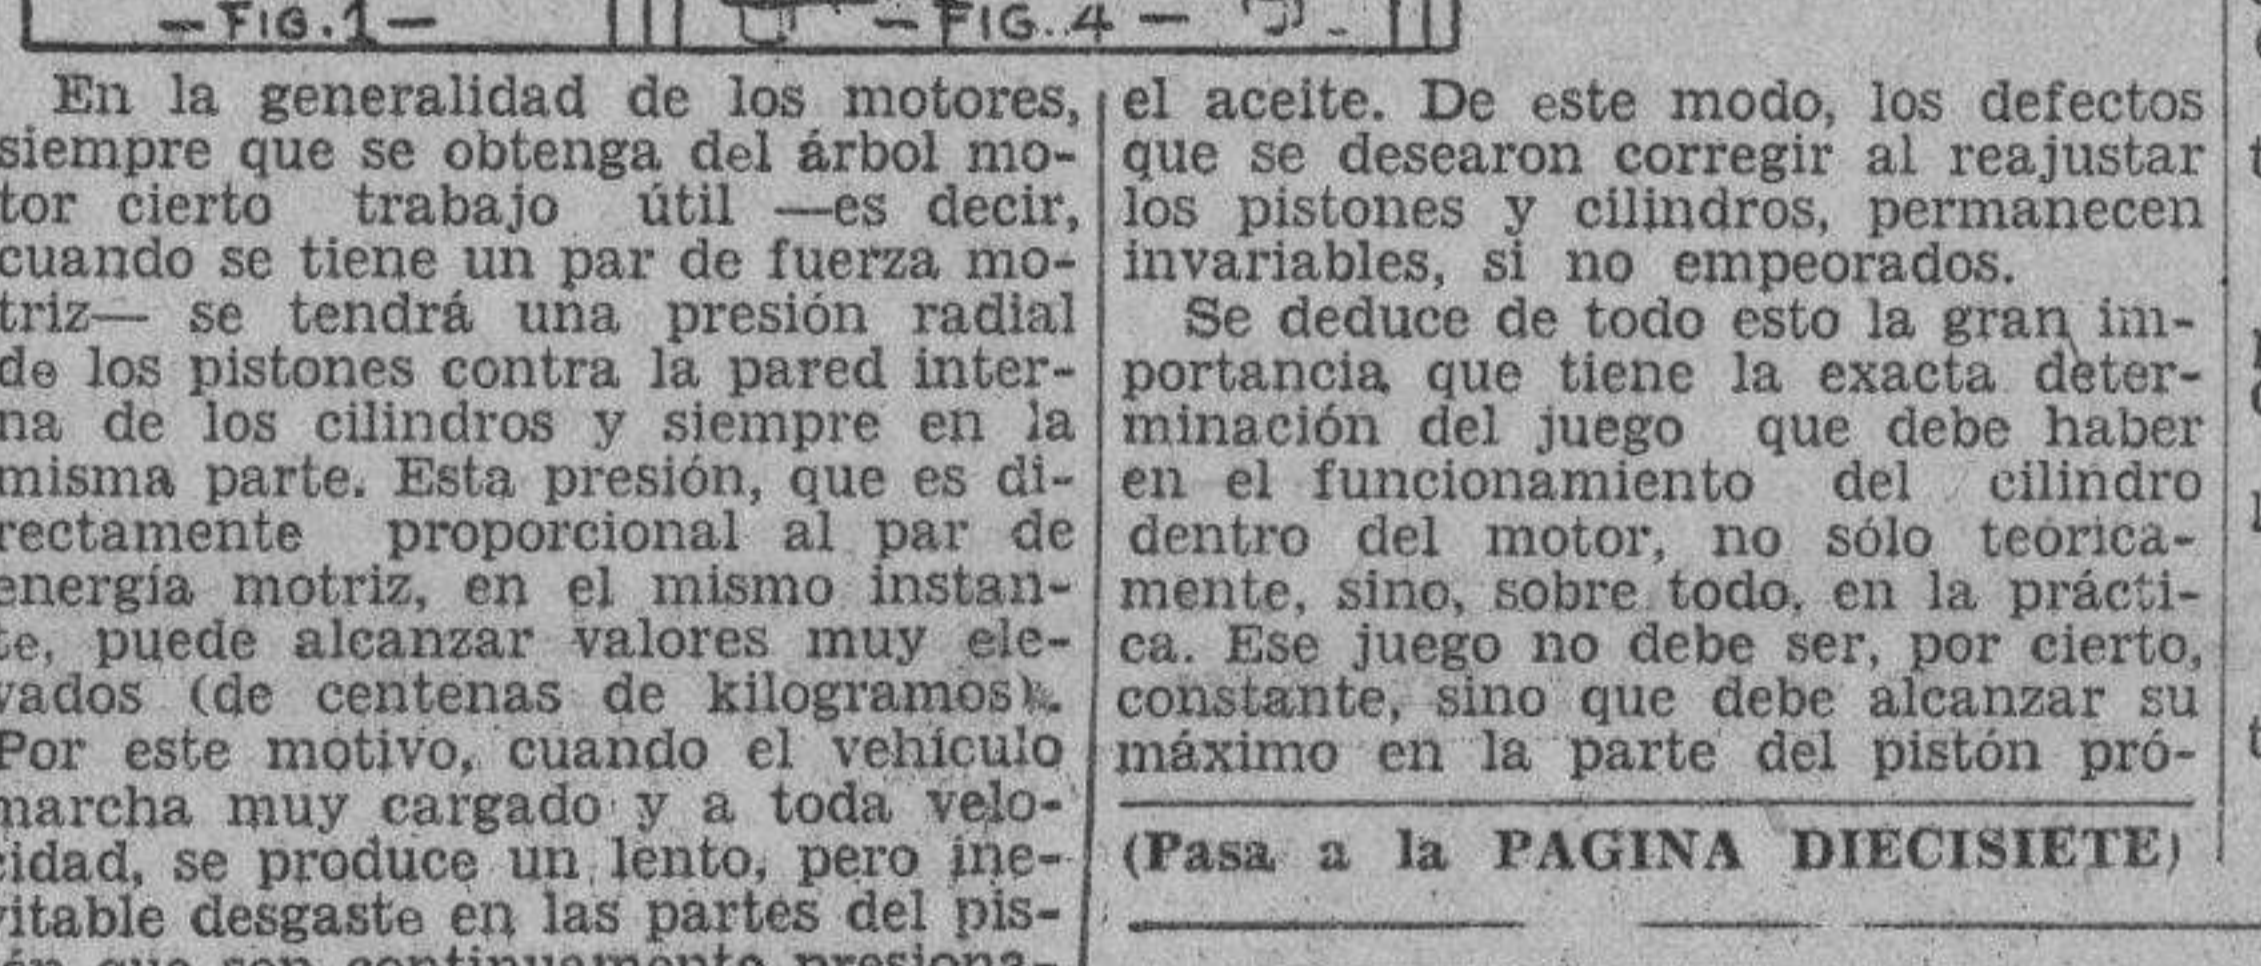 —FIG.1—
—FIG..4—
En la generalidad de los motores,
siempre que se obtenga del árbol mo-
tor cierto trabajo útil —es decir,
cuando se tiene un par de fuerza mo-
triz— se tendrá una presión radial
de los pistones contra la pared inter-
na de los cilindros y siempre en la
misma parte. Esta presión, que es di-
rectamente proporcional al par de
energía motriz, en el mismo instan-
te, puede alcanzar valores muy ele-
vados (de centenas de kilogramos).
Por este motivo, cuando el vehículo
marcha muy cargado y a toda velo-
cidad, se produce un lento, pero ine-
vitable desgaste en las partes del pis-
que son continuamente presiona-
el aceite. De este modo, los defectos
que se desearon corregir al reajustar
los pistones y cilindros, permanecen
invariables, si no empeorados.
Se deduce de todo esto la gran im-
portancia que tiene la exacta deter-
minación del juego que debe haber
en el funcionamiento del cilindro
dentro del motor, no sólo teórica-
mente, sino, sobre todo, en la prácti-
ca. Ese juego no debe ser, por cierto,
constante, sino que debe alcanzar su
máximo en la parte del pistón pró-
(Pasa a la PAGINA DIECISIETE)